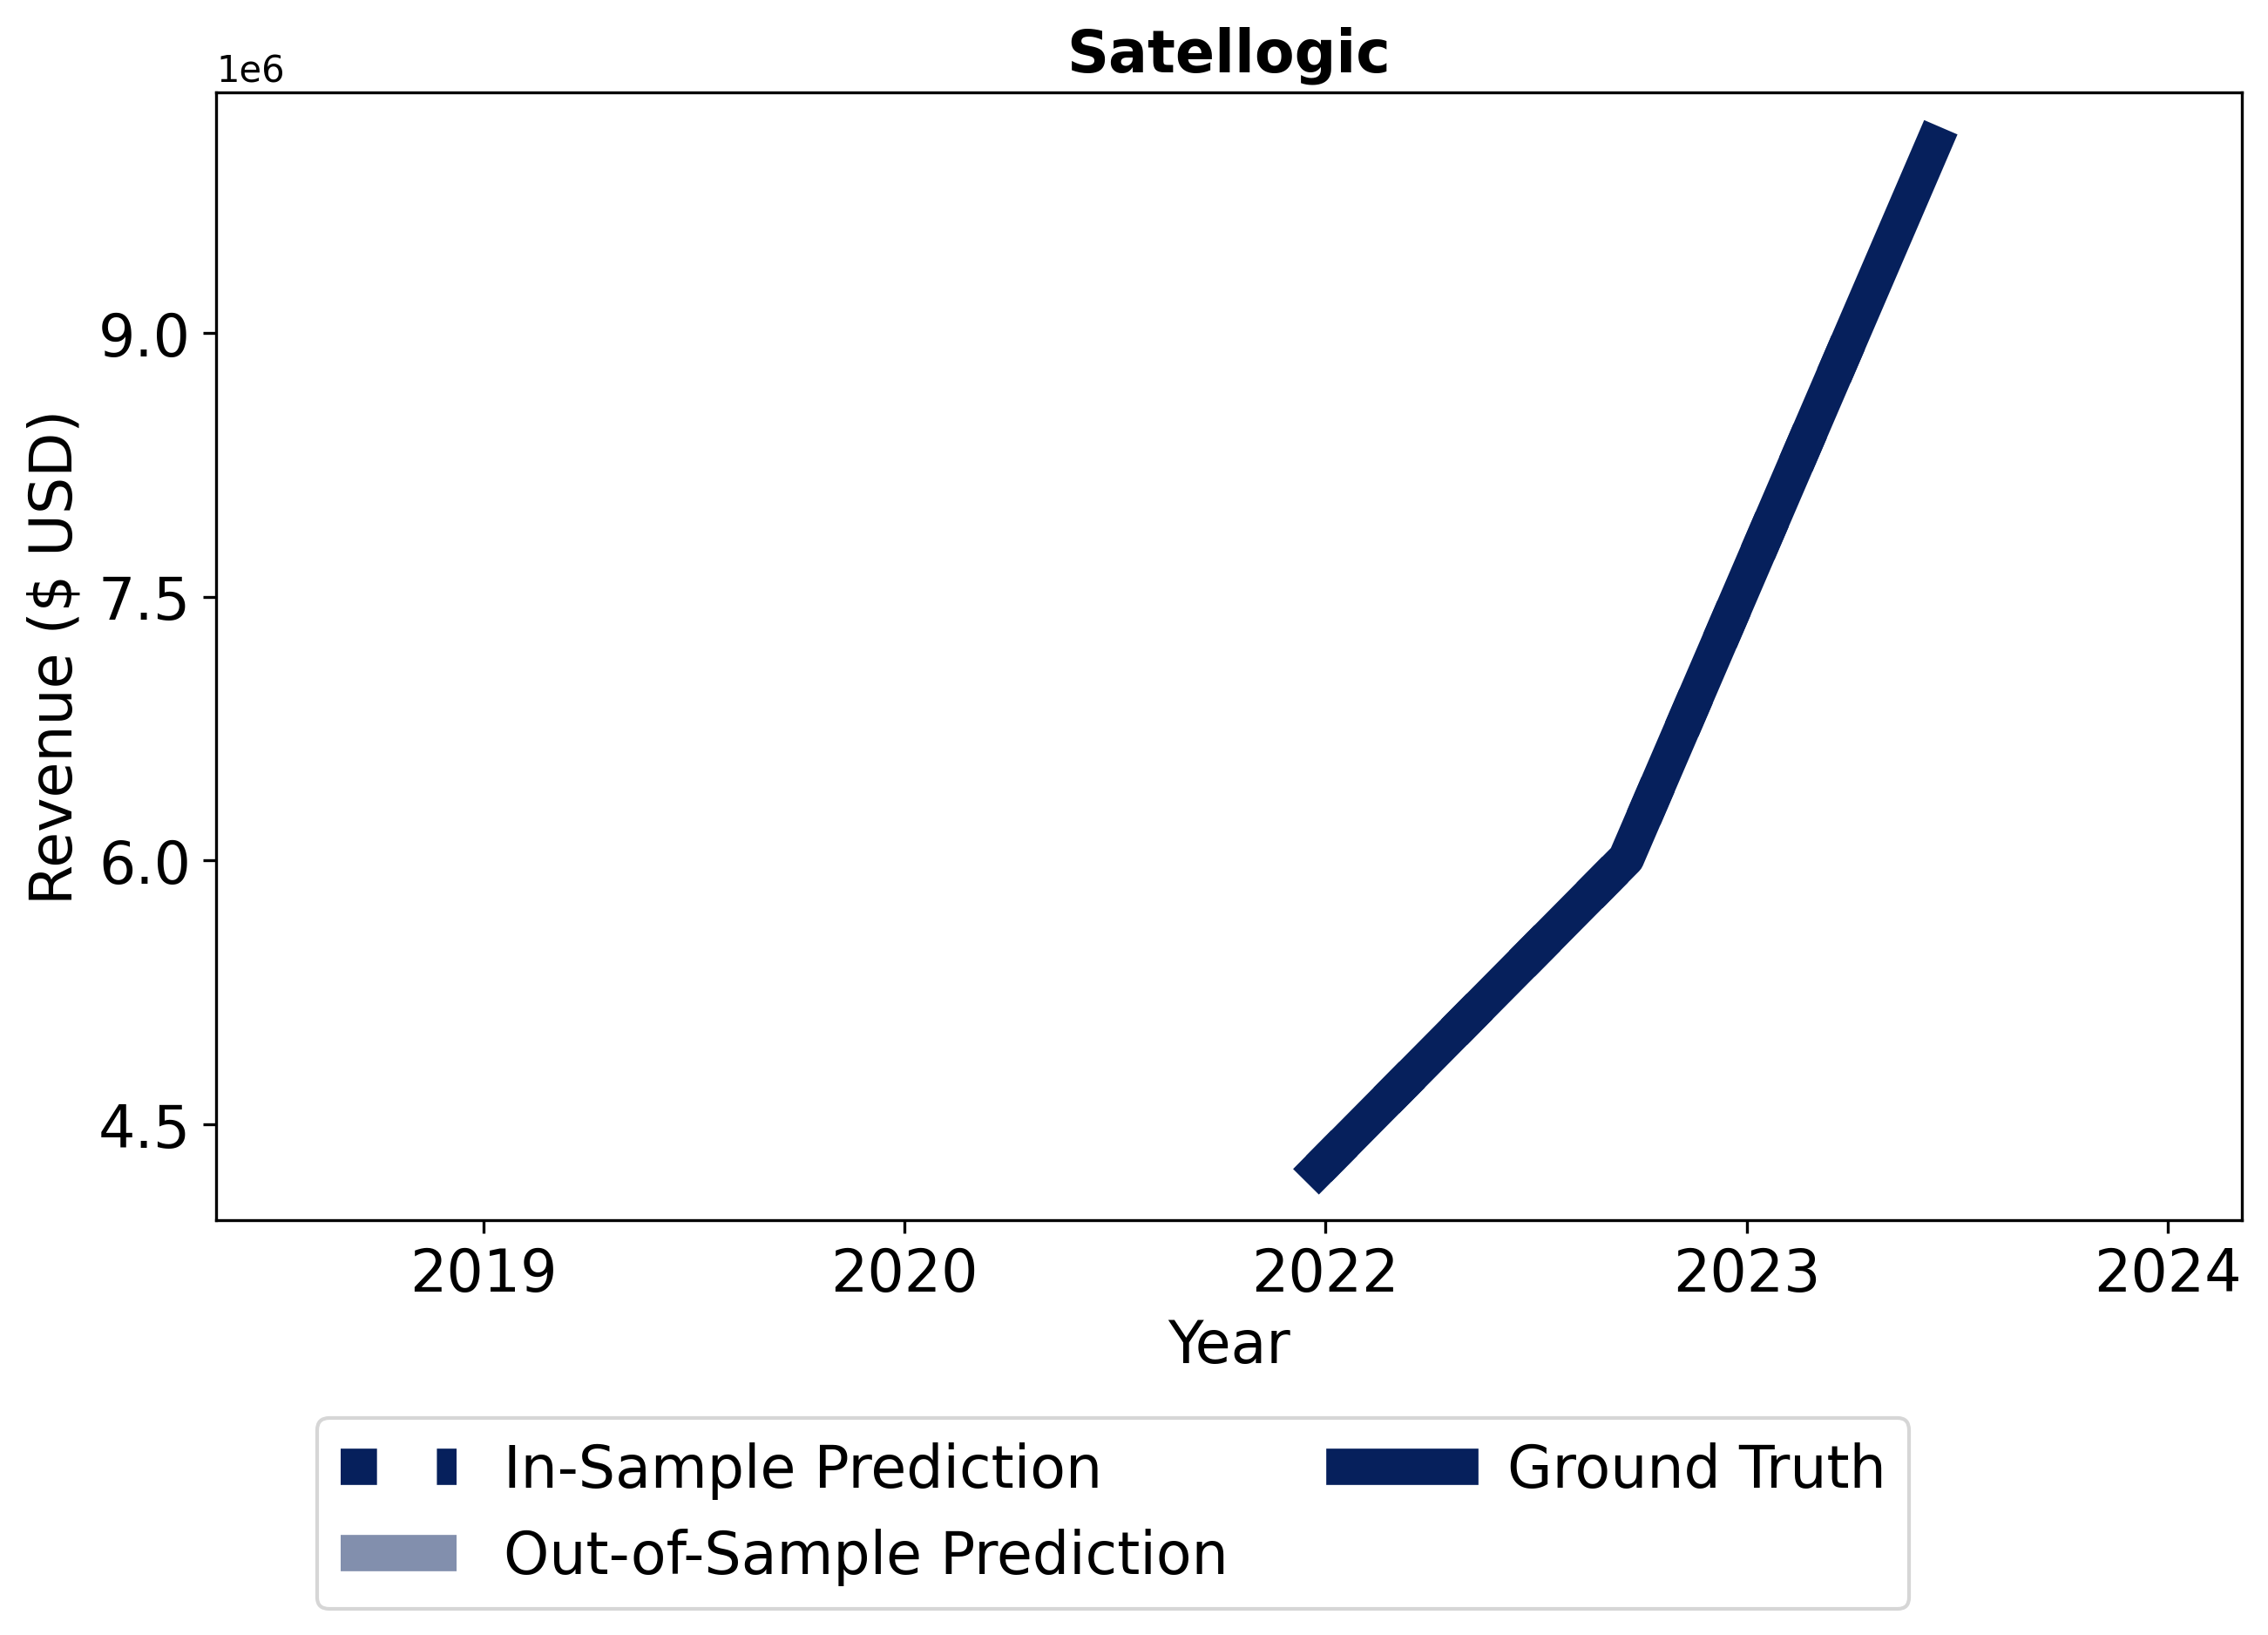 Satellogic
1e6
9.0
7.5
6.0
4.5
Revenue ($ USD)
2019 2020 2022 2023 2024
Year
In-Sample Prediction
Out-of-Sample Prediction
Ground Truth